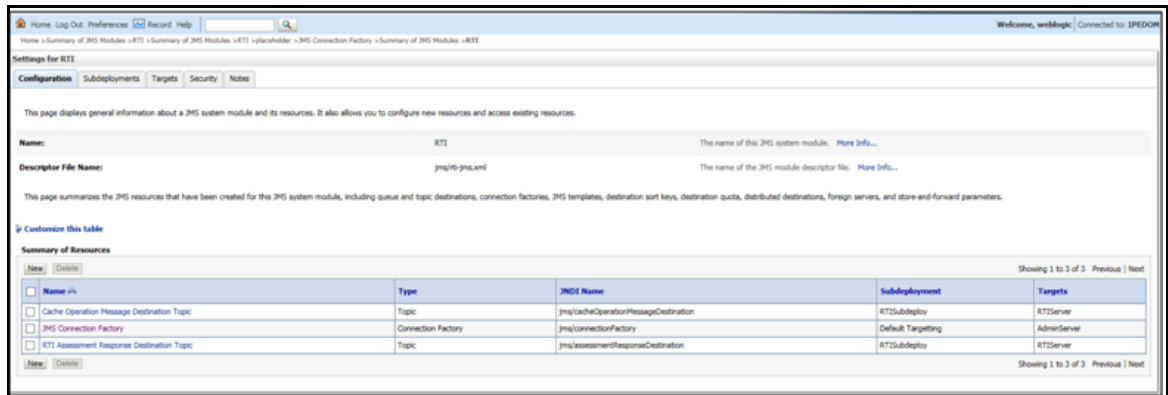 Home Log Out Preferences Record Help
Welcome, weblogic Connected to: IPEDOM
Home >Summary of JMS Modules >RTI >Summary of JMS Modules >RTI >placeholder >JMS Connection Factory >Summary of JMS Modules >RTI
Settings for RTI
Configuration Subdeployments Targets Security Notes
This page displays general information about a JMS system module and its resources. It also allows you to configure new resources and access existing resources.
Name: RTI The name of this JMS system module. More Info...
Descriptor File Name: jms/rti-jms.xml The name of the JMS module descriptor file. More Info...
This page summarizes the JMS resources that have been created for this JMS system module, including queue and topic destinations, connection factories, JMS templates, destination sort keys, destination quota, distributed destinations, foreign servers, and store-and-forward parameters.
Customize this table
Summary of Resources
New Delete Showing 1 to 3 of 3 Previous | Next
Name Type JNDI Name Subdeployment Targets
Cache Operation Message Destination Topic Topic jms/cacheOperationMessageDestination RTISubdeploy RTIServer
JMS Connection Factory Connection Factory jms/connectionFactory Default Targetting AdminServer
RTI Assessment Response Destination Topic Topic jms/assessmentResponseDestination RTISubdeploy RTIServer
New Delete Showing 1 to 3 of 3 Previous | Next